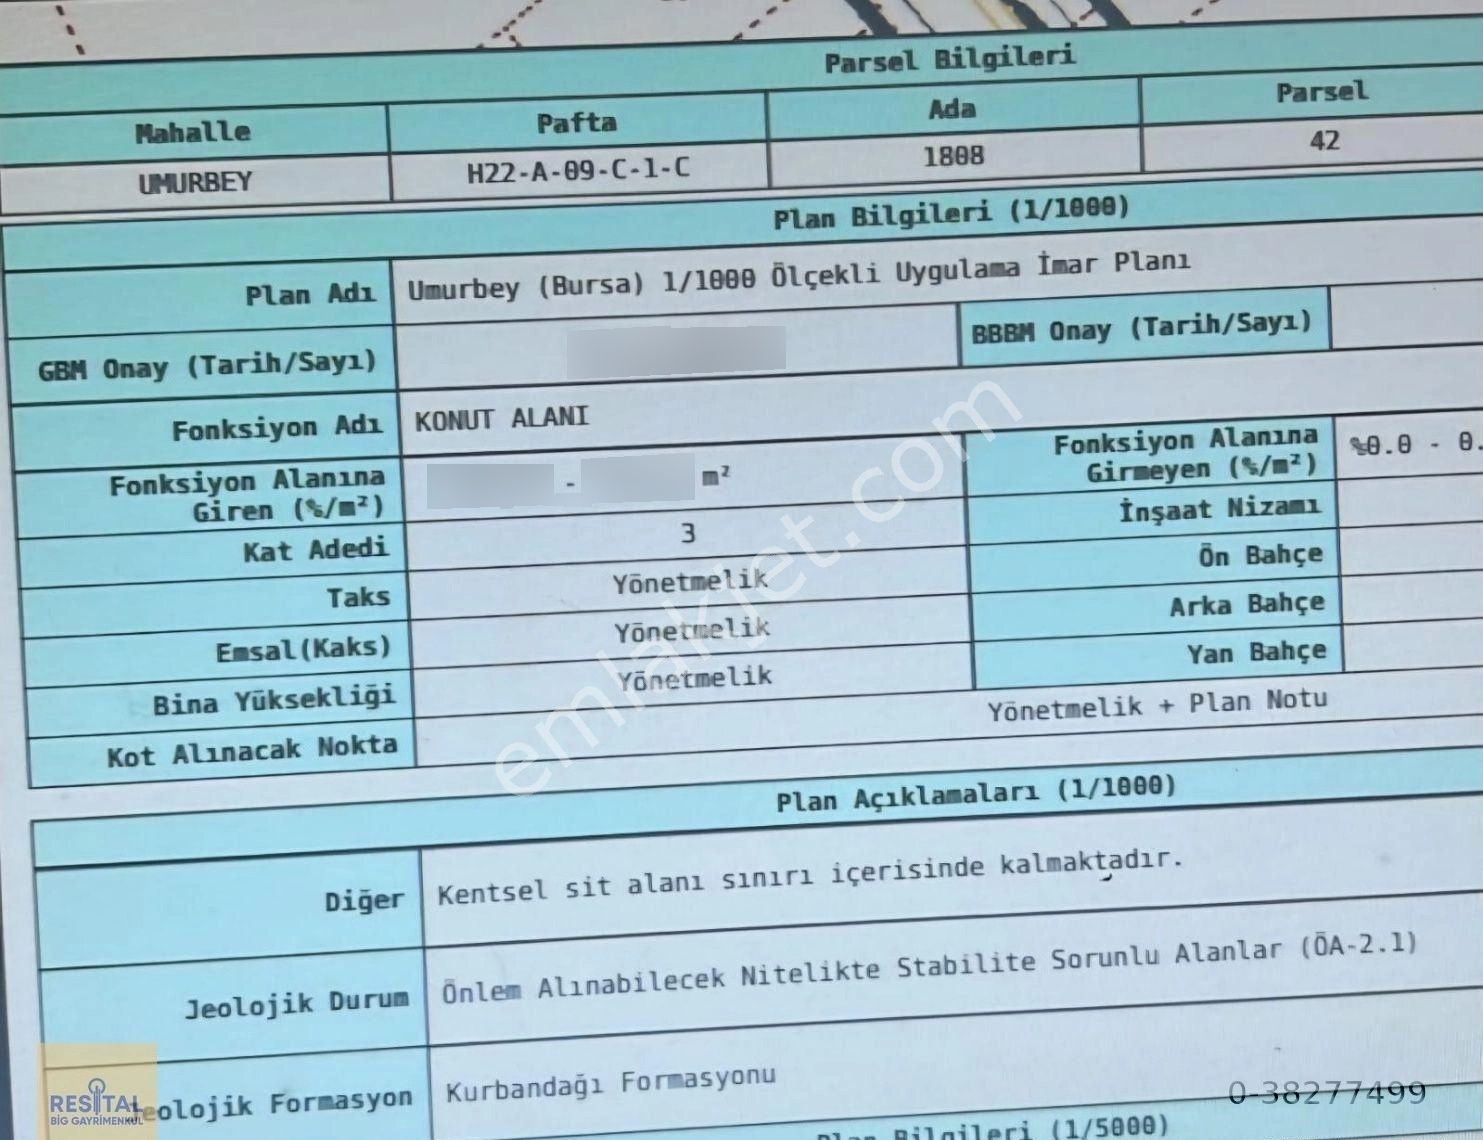 Parsel Bilgileri
Mahalle Pafta Ada Parsel
UMURBEY H22-A-09-C-1-C 1808 42
Plan Bilgileri (1/1000)
Plan Adı Umurbey (Bursa) 1/1000 Ölçekli Uygulama İmar Planı
GBM Onay (Tarih/Sayı) BBBM Onay (Tarih/Sayı)
Fonksiyon Adı KONUT ALANI
Fonksiyon Alanına Giren (%/m²) - m² Fonksiyon Alanına Girmeyen (%/m²) %0.0 - 0.
Kat Adedi 3 İnşaat Nizamı
Taks Yönetmelik Ön Bahçe
Emsal(Kaks) Yönetmelik Arka Bahçe
Bina Yüksekliği Yönetmelik Yan Bahçe
Kot Alınacak Nokta Yönetmelik + Plan Notu
Plan Açıklamaları (1/1000)
Diğer Kentsel sit alanı sınırı içerisinde kalmaktadır.
Jeolojik Durum Önlem Alınabilecek Nitelikte Stabilite Sorunlu Alanlar (ÖA-2.1)
Jeolojik Formasyon Kurbandağı Formasyonu
Plan Bilgileri (1/5000)
emlakjet.com
RESİTAL
BİG GAYRİMENKUL
0-38277499